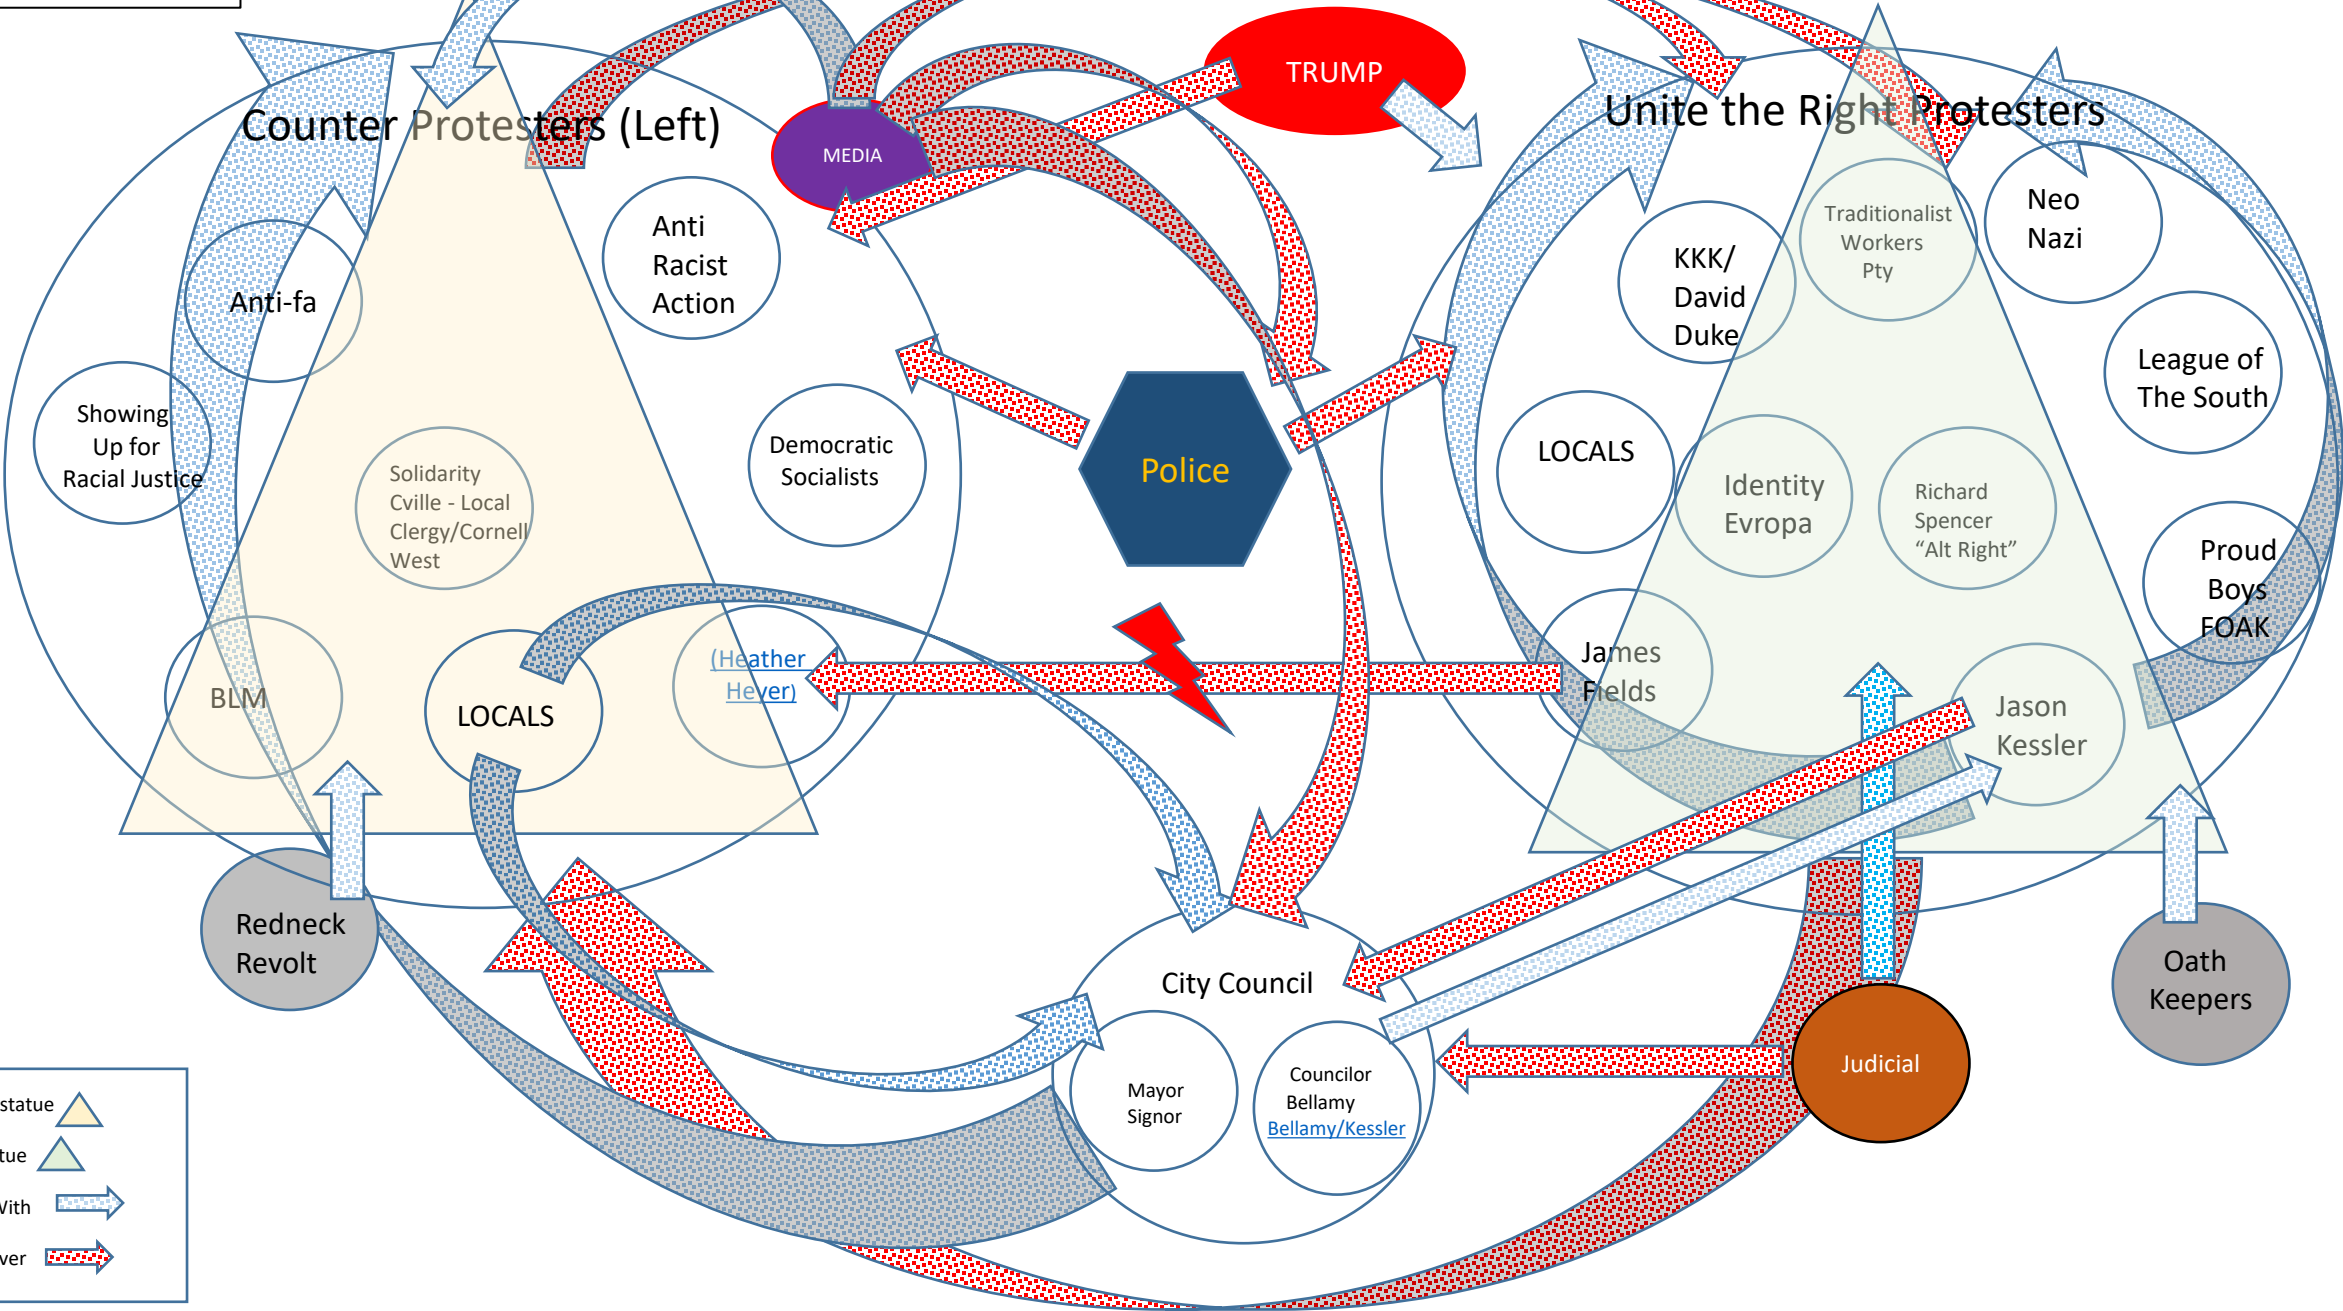 TRUMP
Counter Protesters (Left)
MEDIA
Unite the Right Protesters
Anti
Racist
Action
Anti-fa
KKK/
David
Duke
Traditionalist
Workers
Pty
Neo
Nazi
League of
The South
Showing
Up for
Racial Justice
Solidarity
Cville - Local
Clergy/Cornell
West
Democratic
Socialists
Police
LOCALS
Identity
Evropa
Richard
Spencer
“Alt Right”
Proud
Boys
FOAK
BLM
LOCALS
(Heather
Heyer)
James
Fields
Jason
Kessler
Redneck
Revolt
City Council
Mayor
Signor
Councilor
Bellamy
Bellamy/Kessler
Judicial
Oath
Keepers
statue
tue
With
ver